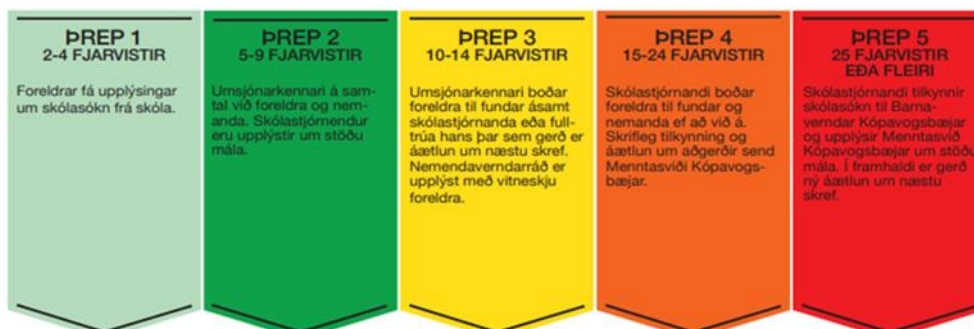 ÞREP 1
2-4 FJARVISTIR
Foreldrar fá upplýsingar
um skólasókn frá skóla.
ÞREP 2
5-9 FJARVISTIR
Umsjónarkennari á sam-
tal við foreldra og nem-
anda. Skólastjórnendur
eru upplýstir um stöðu
mála.
ÞREP 3
10-14 FJARVISTIR
Umsjónarkennari boðar
foreldra til fundar ásamt
skólastjórnanda eða full-
trúa hans þar sem gerð er
áætlun um næstu skref.
Nemendaverndarráð er
upplýst með vitneskju
foreldra.
ÞREP 4
15-24 FJARVISTIR
Skólastjórnandi boðar
foreldra til fundar og
nemanda ef að við á.
Skrifleg tilkynning og
áætlun um aðgerðir send
Menntasviði Kópavogs-
bæjar.
ÞREP 5
25 FJARVISTIR
EÐA FLEIRI
Skólastjórnandi tilkynnir
skólasókn til Barna-
verndar Kópavogsbæjar
og upplýsir Menntasvið
Kópavogsbæjar um stöðu
mála. Í framhaldi er gerð
ný áætlun um næstu
skref.